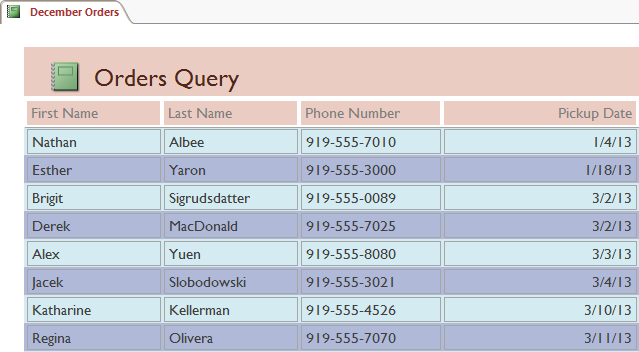 December Orders
Orders Query
First Name Last Name Phone Number Pickup Date
Nathan Albee 919-555-7010 1/4/13
Esther Yaron 919-555-3000 1/18/13
Brigit Sigrudsdatter 919-555-0089 3/2/13
Derek MacDonald 919-555-7025 3/2/13
Alex Yuen 919-555-8080 3/3/13
Jacek Slobodowski 919-555-3021 3/4/13
Katharine Kellerman 919-555-4526 3/10/13
Regina Olivera 919-555-7070 3/11/13